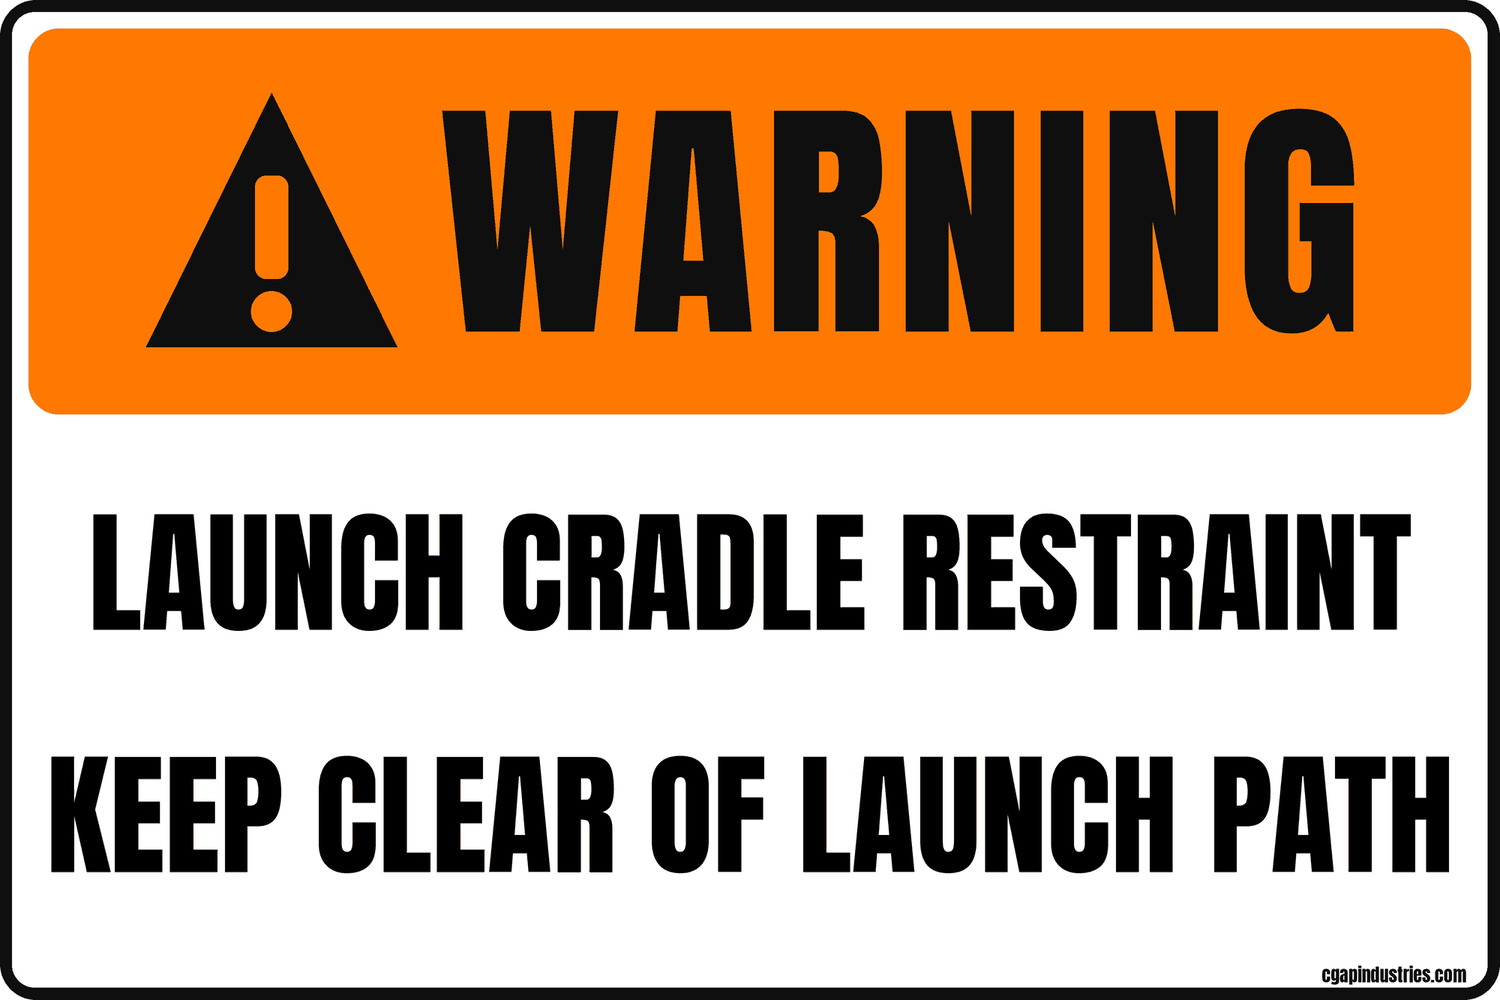 WARNING
LAUNCH CRADLE RESTRAINT
KEEP CLEAR OF LAUNCH PATH
cgapindustries.com